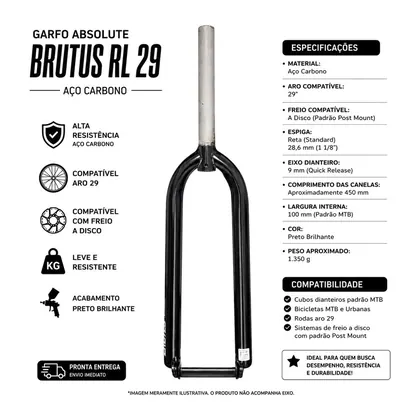 GARFO ABSOLUTE
BRUTUS RL 29
AÇO CARBONO
ALTA
RESISTÊNCIA
AÇO CARBONO
COMPATÍVEL
ARO 29
COMPATÍVEL
COM FREIO
A DISCO
KG
LEVE E
RESISTENTE
ACABAMENTO
PRETO BRILHANTE
PRONTA ENTREGA
ENVIO IMEDIATO
ESPECIFICAÇÕES
• MATERIAL:
Aço Carbono
• ARO COMPATÍVEL:
29"
• FREIO COMPATÍVEL:
A Disco (Padrão Post Mount)
• ESPIGA:
Reta (Standard)
28,6 mm (1 1/8")
• EIXO DIANTEIRO:
9 mm (Quick Release)
• COMPRIMENTO DAS CANELAS:
Aproximadamente 450 mm
• LARGURA INTERNA:
100 mm (Padrão MTB)
• COR:
Preto Brilhante
• PESO APROXIMADO:
1.350 g
COMPATIBILIDADE
✓ Cubos dianteiros padrão MTB
✓ Bicicletas MTB e Urbanas
✓ Rodas aro 29
✓ Sistemas de freio a disco
com padrão Post Mount
IDEAL PARA QUEM BUSCA
DESEMPENHO, RESISTÊNCIA
E DURABILIDADE!
*IMAGEM MERAMENTE ILUSTRATIVA. O PRODUTO NÃO ACOMPANHA EIXO.